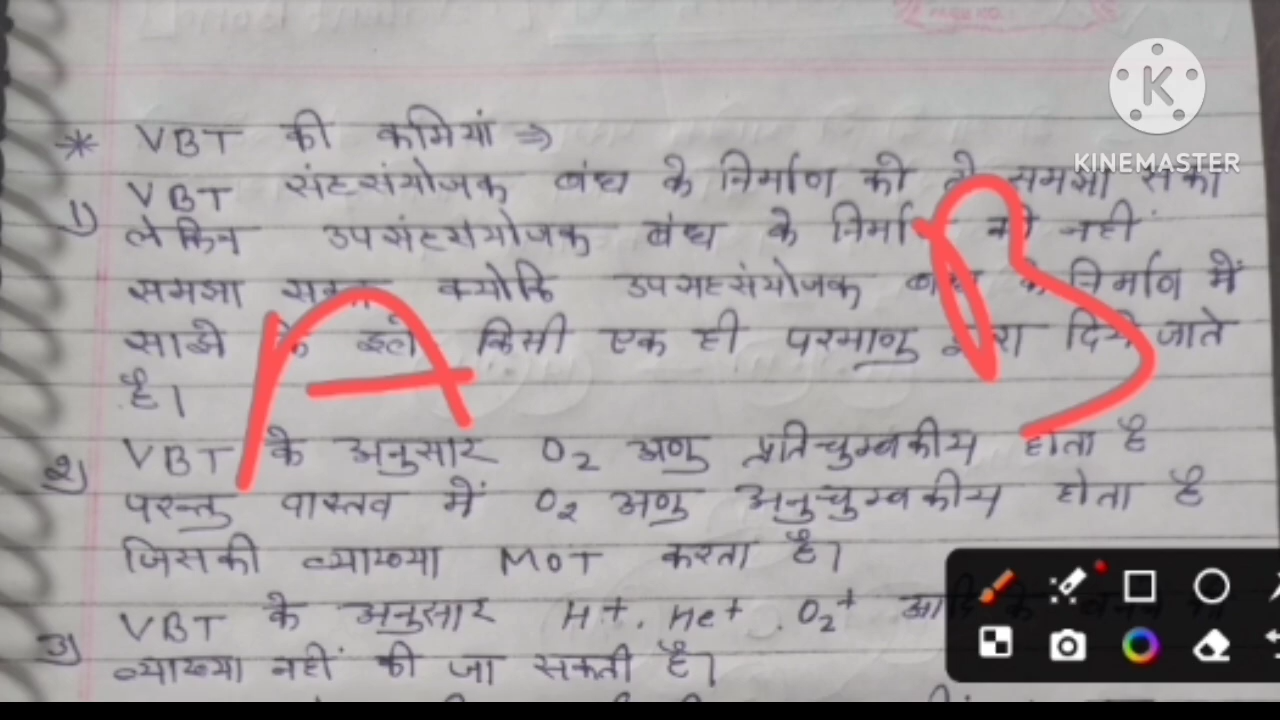 K
KINEMASTER
* VBT की कमियां ⇒
1) VBT सहसंयोजक बंध के निर्माण को तो समझा सका
लेकिन उपसहसंयोजक बंध के निर्माण को नहीं
समझा सकता क्योकि उपसहसंयोजक बंध के निर्माण में
साझे के इले किसी एक ही परमाणु द्वारा दिये जाते
है।
A B
2) VBT के अनुसार O2 अणु प्रतिचुम्बकीय होता है
परन्तु वास्तव में O2 अणु अनुचुम्बकीय होता है
जिसकी व्याख्या MOT करता है।
3) VBT के अनुसार H+, He+, O2+ आदि के
व्याख्या नहीं की जा सकती है।